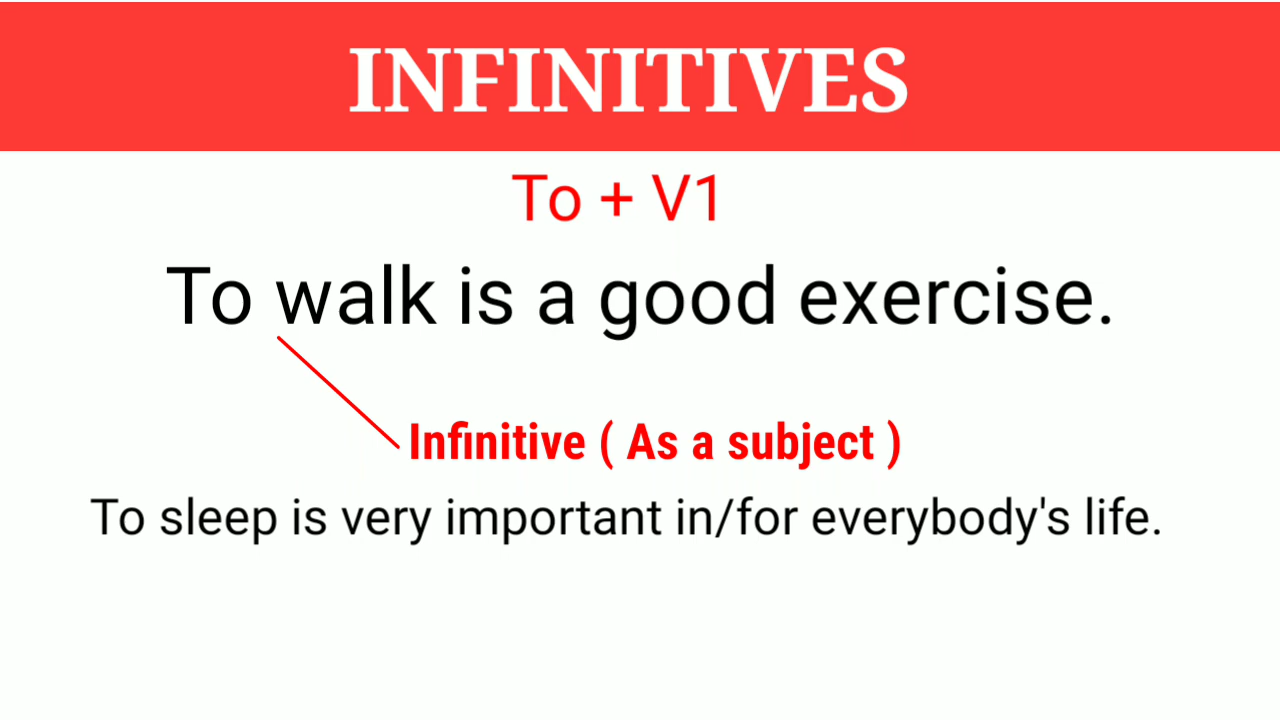 INFINITIVES
To + V1
To walk is a good exercise.
Infinitive ( As a subject )
To sleep is very important in/for everybody's life.